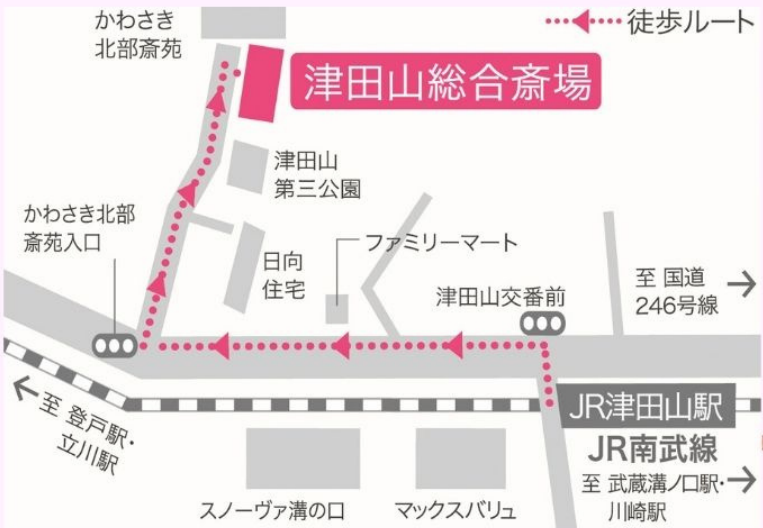 かわさき
北部斎苑
徒歩ルート
津田山総合斎場
津田山
第三公園
かわさき北部
斎苑入口
日向
住宅
ファミリーマート
津田山交番前
至 国道
246号線
至 登戸駅・
立川駅
JR津田山駅
JR南武線
至 武蔵溝ノ口駅・
川崎駅
スノーヴァ溝の口
マックスバリュ